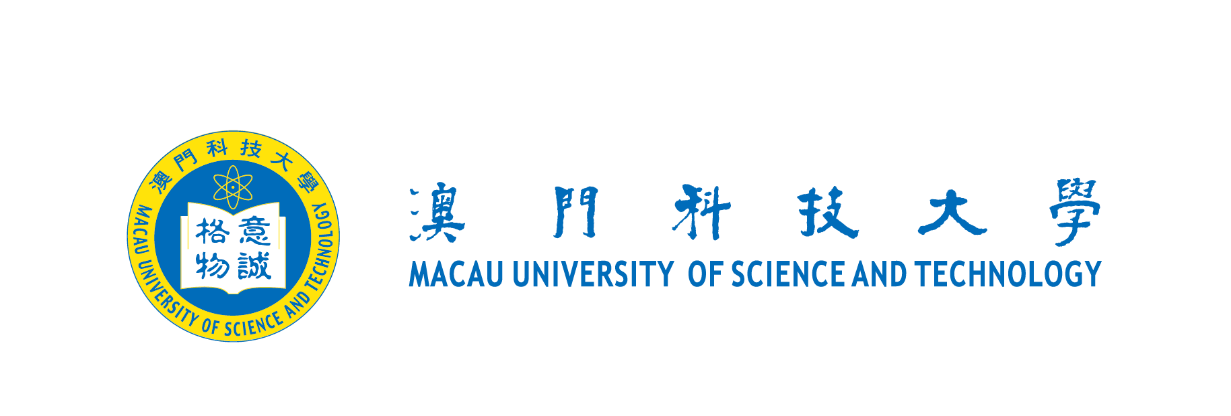 澳門科技大學
MACAU UNIVERSITY OF SCIENCE AND TECHNOLOGY
意誠
格物
澳門科技大學
MACAU UNIVERSITY OF SCIENCE AND TECHNOLOGY